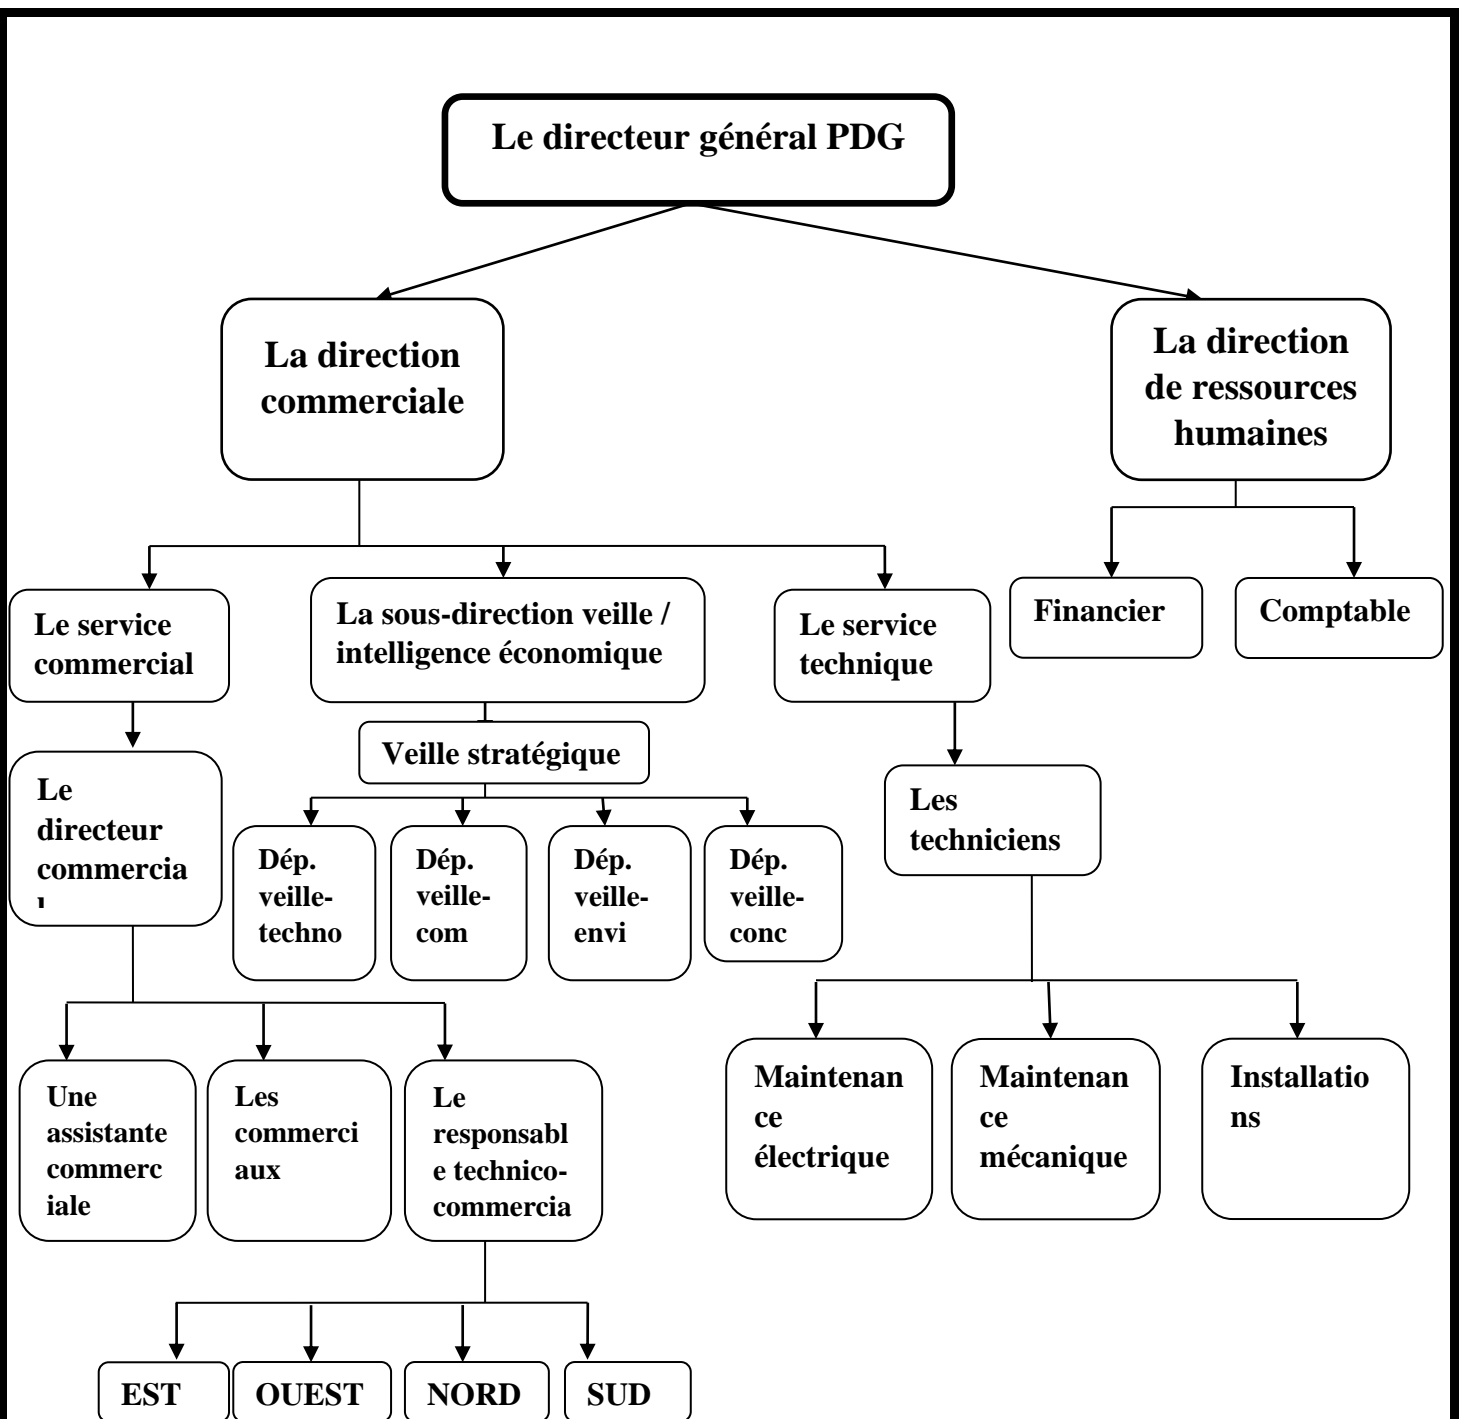 Le directeur général PDG
La direction
commerciale
La direction
de ressources
humaines
Le service
commercial
La sous-direction veille /
intelligence économique
Le service
technique
Financier
Comptable
Veille stratégique
Le
directeur
commercia
l
Dép.
veille-
techno
Dép.
veille-
com
Dép.
veille-
envi
Dép.
veille-
conc
Les
techniciens
Une
assistante
commerc
iale
Les
commerci
aux
Le
responsabl
e technico-
commercia
Maintenan
ce
électrique
Maintenan
ce
mécanique
Installatio
ns
EST
OUEST
NORD
SUD